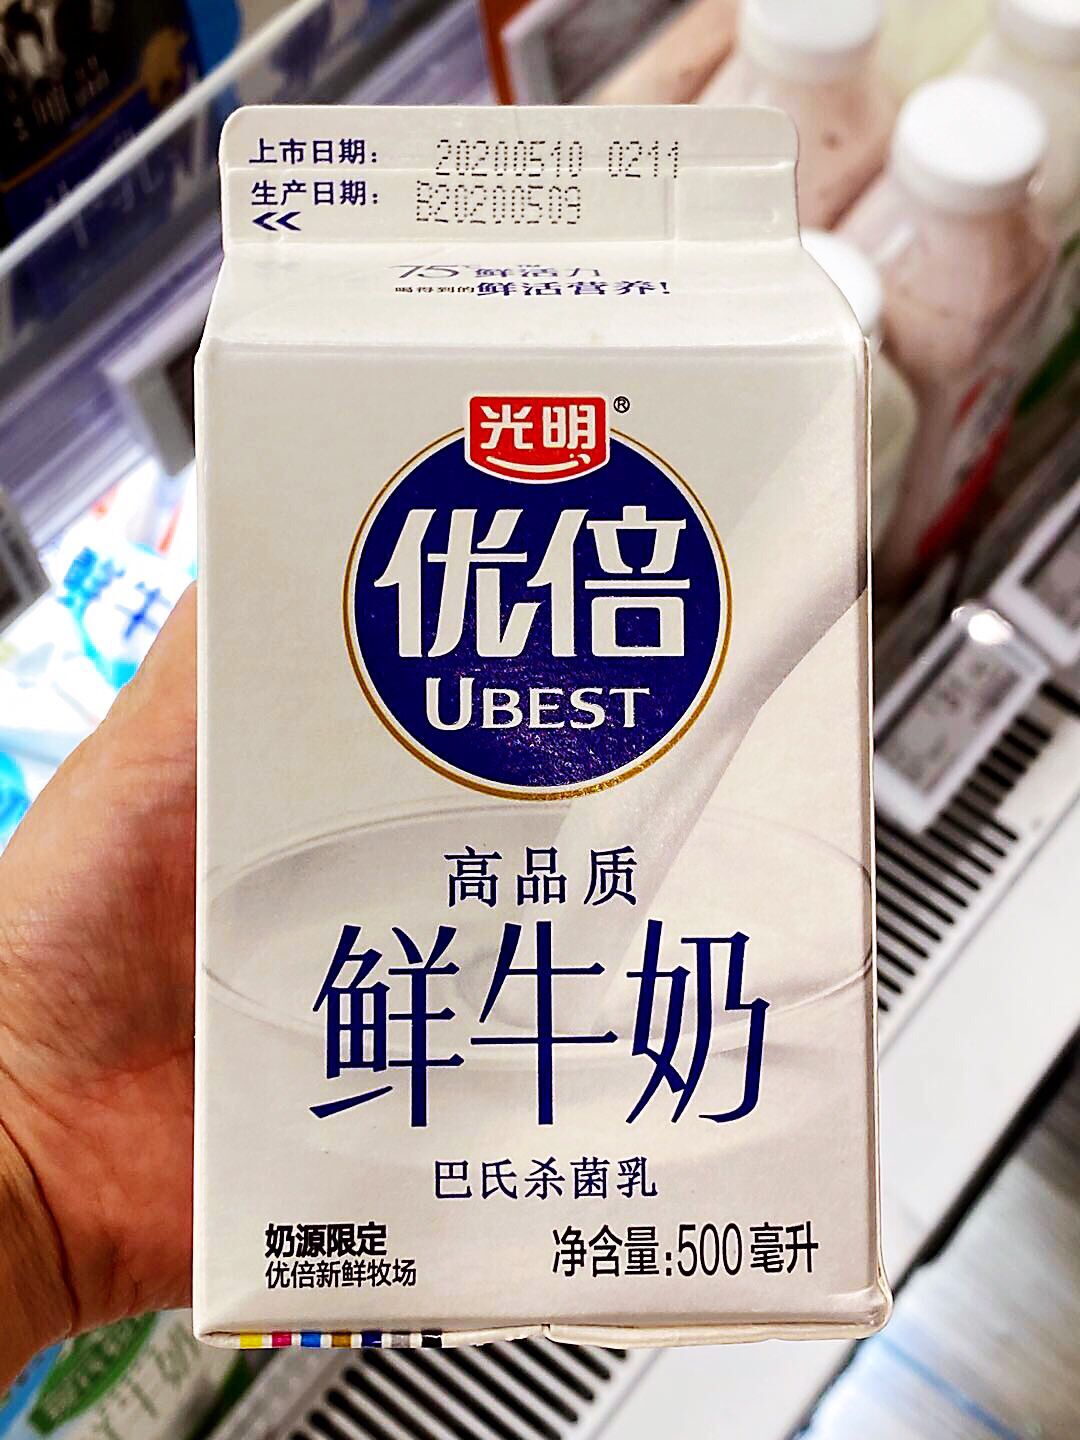 上市日期： 20200510 0211
生产日期： B20200509
75℃鲜活力
喝得到的鲜活营养！
光明®
优倍
UBEST
高品质
鲜牛奶
巴氏杀菌乳
奶源限定
优倍新鲜牧场
净含量:500毫升
鲜牛